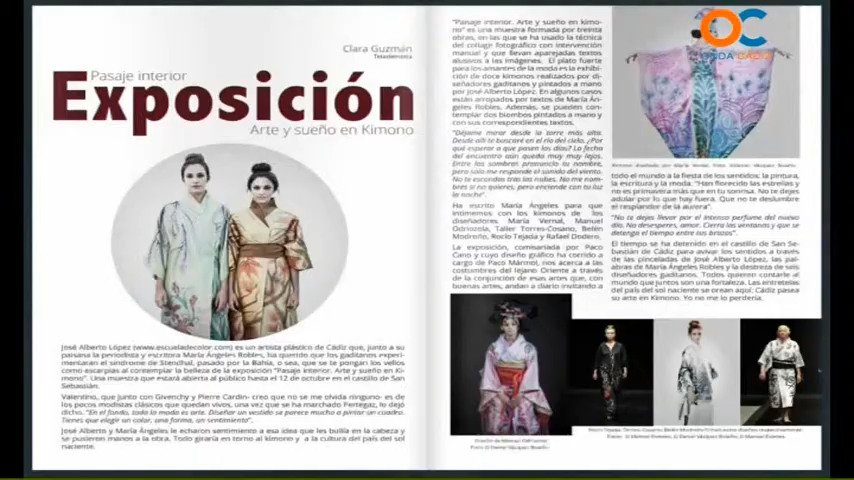 Clara Guzmán
Pasaje interior
Exposición
Arte y sueño en Kimono
José Alberto López (www.escueladecolor.com) es un artista plástico de Cádiz que, junto a su
paisana la periodista y escritora María Ángeles Robles, ha querido que los gaditanos experi-
mentaran el síndrome de Stendhal, pasado por la Bahía, o sea, que se te pongan los vellos
como escarpias al contemplar la belleza de la exposición "Pasaje interior. Arte y sueño en Ki-
mono". Una muestra que estará abierta al público hasta el 12 de octubre en el castillo de San
Sebastián.
Valentino, que junto con Givenchy y Pierre Cardin- creo que no se me olvida ninguno- es
de los pocos modistas clásicos que quedan vivos, una vez que se ha marchado Pertegaz, lo dejó
dicho. "En el fondo, toda la moda es arte. Diseñar un vestido se parece mucho a pintar un cuadro.
Tienes que elegir un color, una forma, un sentimiento".
José Alberto y María Ángeles le echaron sentimiento a esa idea que les bullía en la cabeza y
se pusieron manos a la obra. Todo giraría en torno al kimono y a la cultura del país del sol
naciente.
"Pasaje interior. Arte y sueño en kimo-
no" es una muestra formada por treinta
obras, en las que se ha usado la técnica
del collage fotográfico con intervención
manual y que llevan aparejadas textos
alusivos a las imágenes. El plato fuerte
para los amantes de la moda es la exhibi-
ción de doce kimonos realizados por di-
señadores gaditanos y pintados a mano
por José Alberto López. En algunos casos
están arropados por textos de María Án-
geles Robles. Además, se pueden con-
templar dos biombos pintados a mano y
con sus correspondientes textos.
"Déjame mirar desde la torre más alta.
Desde allí te buscaré en el río del cielo. ¿Por
qué esperar a que pasen los días? La fecha
del encuentro aún queda muy muy lejos.
Entre las sombras pronuncio tu nombre,
pero sólo me responde el sonido del viento.
No te escondas tras las nubes. No me nom-
bres si no quieres, pero enciende con tu luz
la noche".
Ha escrito María Ángeles para que
intimemos con los kimonos de los
diseñadores María Vernal, Manuel
Odriozola, Taller Torres-Cosano, Belén
Modreño, Rocío Tejada y Rafael Dodero.
La exposición, comisariada por Paco
Cano y cuyo diseño gráfico ha corrido a
cargo de Paco Mármol, nos acerca a las
costumbres del lejano Oriente a través
de la conjunción de esas artes que, con
buenas artes, andan a diario invitando a
ONDA CÁDIZ
todo el mundo a la fiesta de los sentidos: la pintura,
la escritura y la moda. "Han florecido las estrellas y
no es primavera más que en tu sonrisa. No te dejes
adular por lo que hay fuera. Que no te deslumbre
el resplandor de la aurora".
"No te dejes llevar por el intenso perfume del nuevo
día. No desesperes, amor. Cierra las ventanas y que se
detenga el tiempo entre tus brazos".
El tiempo se ha detenido en el castillo de San Se-
bastián de Cádiz para avivar los sentidos a través
de las pinceladas de José Alberto López, las pala-
bras de María Ángeles Robles y la destreza de seis
diseñadores gaditanos. Todos quieren contarle al
mundo que juntos son una fortaleza. Las entretelas
del país del sol naciente se orean aquí: Cádiz pasea
su arte en Kimono. Yo no me lo perdería.